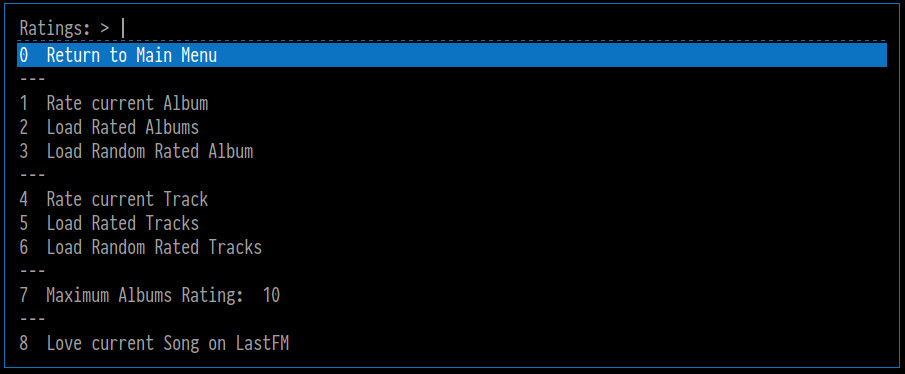 Ratings: >
0  Return to Main Menu
---
1  Rate current Album
2  Load Rated Albums
3  Load Random Rated Album
---
4  Rate current Track
5  Load Rated Tracks
6  Load Random Rated Tracks
---
7  Maximum Albums Rating:  10
---
8  Love current Song on LastFM